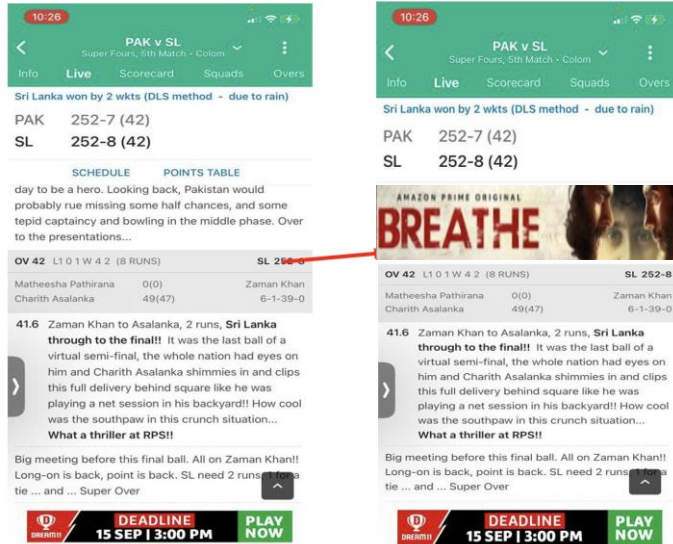 10:26
PAK v SL
Super Fours, 5th Match - Colom
Info Live Scorecard Squads Overs
Sri Lanka won by 2 wkts (DLS method - due to rain)
PAK 252-7 (42)
SL 252-8 (42)
SCHEDULE POINTS TABLE
day to be a hero. Looking back, Pakistan would
probably rue missing some half chances, and some
tepid captaincy and bowling in the middle phase. Over
to the presentations...
OV 42 L1 0 1 W 4 2 (8 RUNS) SL 252-8
Matheesha Pathirana 0(0) Zaman Khan
Charith Asalanka 49(47) 6-1-39-0
41.6 Zaman Khan to Asalanka, 2 runs, Sri Lanka
through to the final!! It was the last ball of a
virtual semi-final, the whole nation had eyes on
him and Charith Asalanka shimmies in and clips
this full delivery behind square like he was
playing a net session in his backyard!! How cool
was the southpaw in this crunch situation...
What a thriller at RPS!!
Big meeting before this final ball. All on Zaman Khan!!
Long-on is back, point is back. SL need 2 runs, 1 for a
tie ... and ... Super Over
DREAM11 DEADLINE
15 SEP | 3:00 PM
PLAY
NOW
10:26
PAK v SL
Super Fours, 5th Match - Colom
Info Live Scorecard Squads Overs
Sri Lanka won by 2 wkts (DLS method - due to rain)
PAK 252-7 (42)
SL 252-8 (42)
AMAZON PRIME ORIGINAL
BREATHE
OV 42 L1 0 1 W 4 2 (8 RUNS) SL 252-8
Matheesha Pathirana 0(0) Zaman Khan
Charith Asalanka 49(47) 6-1-39-0
41.6 Zaman Khan to Asalanka, 2 runs, Sri Lanka
through to the final!! It was the last ball of a
virtual semi-final, the whole nation had eyes on
him and Charith Asalanka shimmies in and clips
this full delivery behind square like he was
playing a net session in his backyard!! How cool
was the southpaw in this crunch situation...
What a thriller at RPS!!
Big meeting before this final ball. All on Zaman Khan!!
Long-on is back, point is back. SL need 2 runs, 1 for a
tie ... and ... Super Over
DREAM11 DEADLINE
15 SEP | 3:00 PM
PLAY
NOW